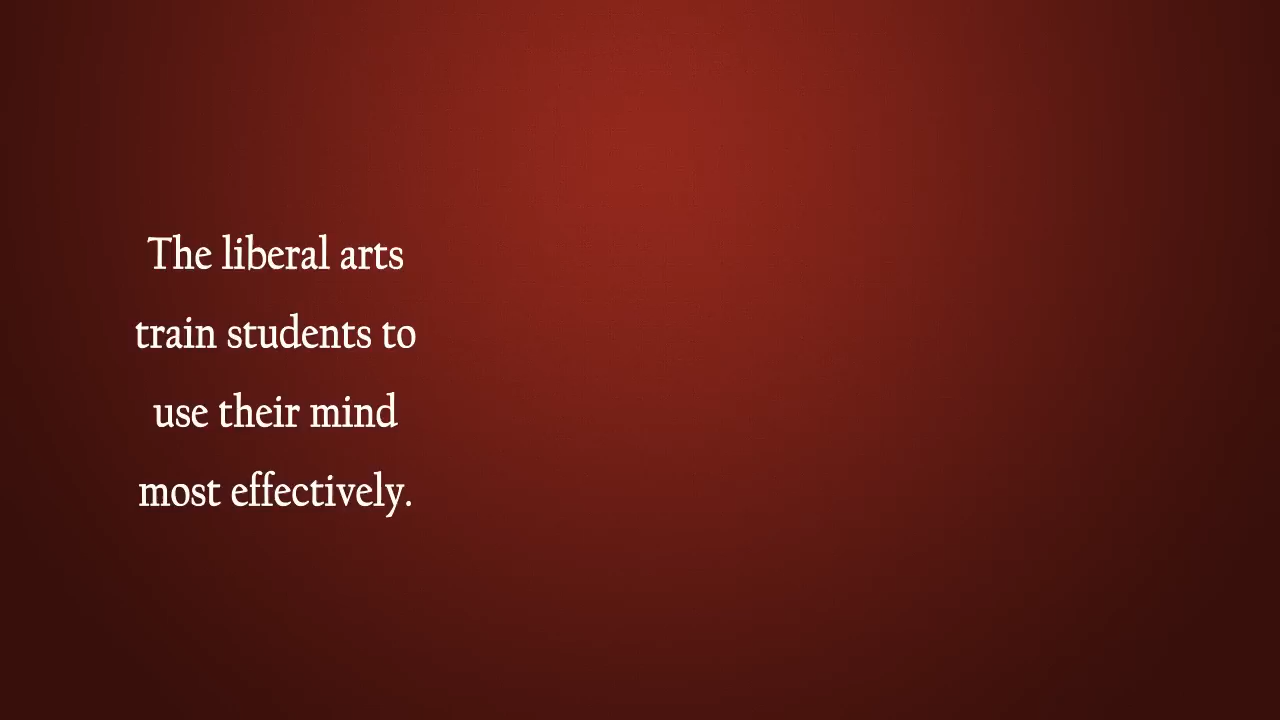 The liberal arts
train students to
use their mind
most effectively.